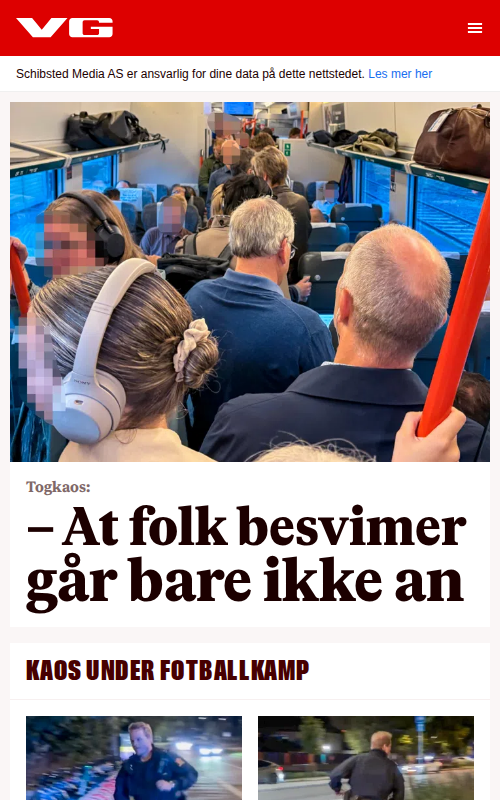 VG
Schibsted Media AS er ansvarlig for dine data på dette nettstedet. Les mer her
Togkaos:
– At folk besvimer
går bare ikke an
KAOS UNDER FOTBALLKAMP